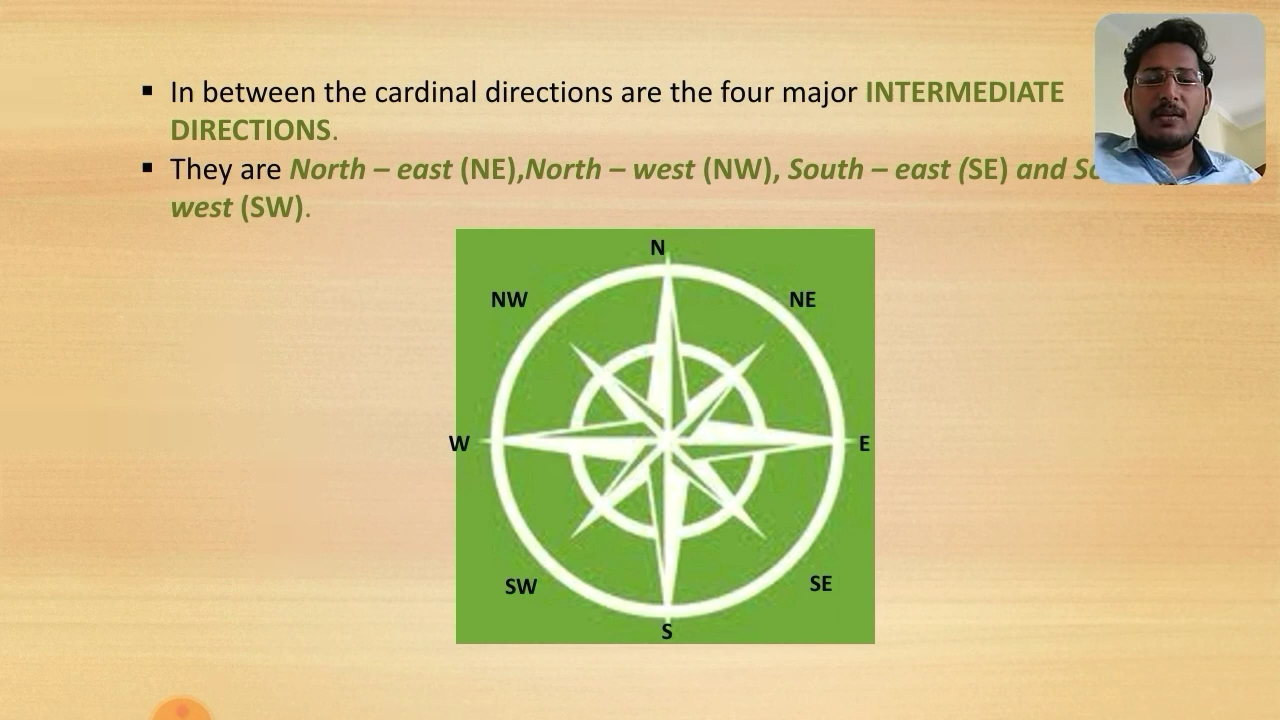 ▪ In between the cardinal directions are the four major INTERMEDIATE
DIRECTIONS.
▪ They are North – east (NE),North – west (NW), South – east (SE) and
west (SW).
N
NW
NE
W
E
SW
SE
S